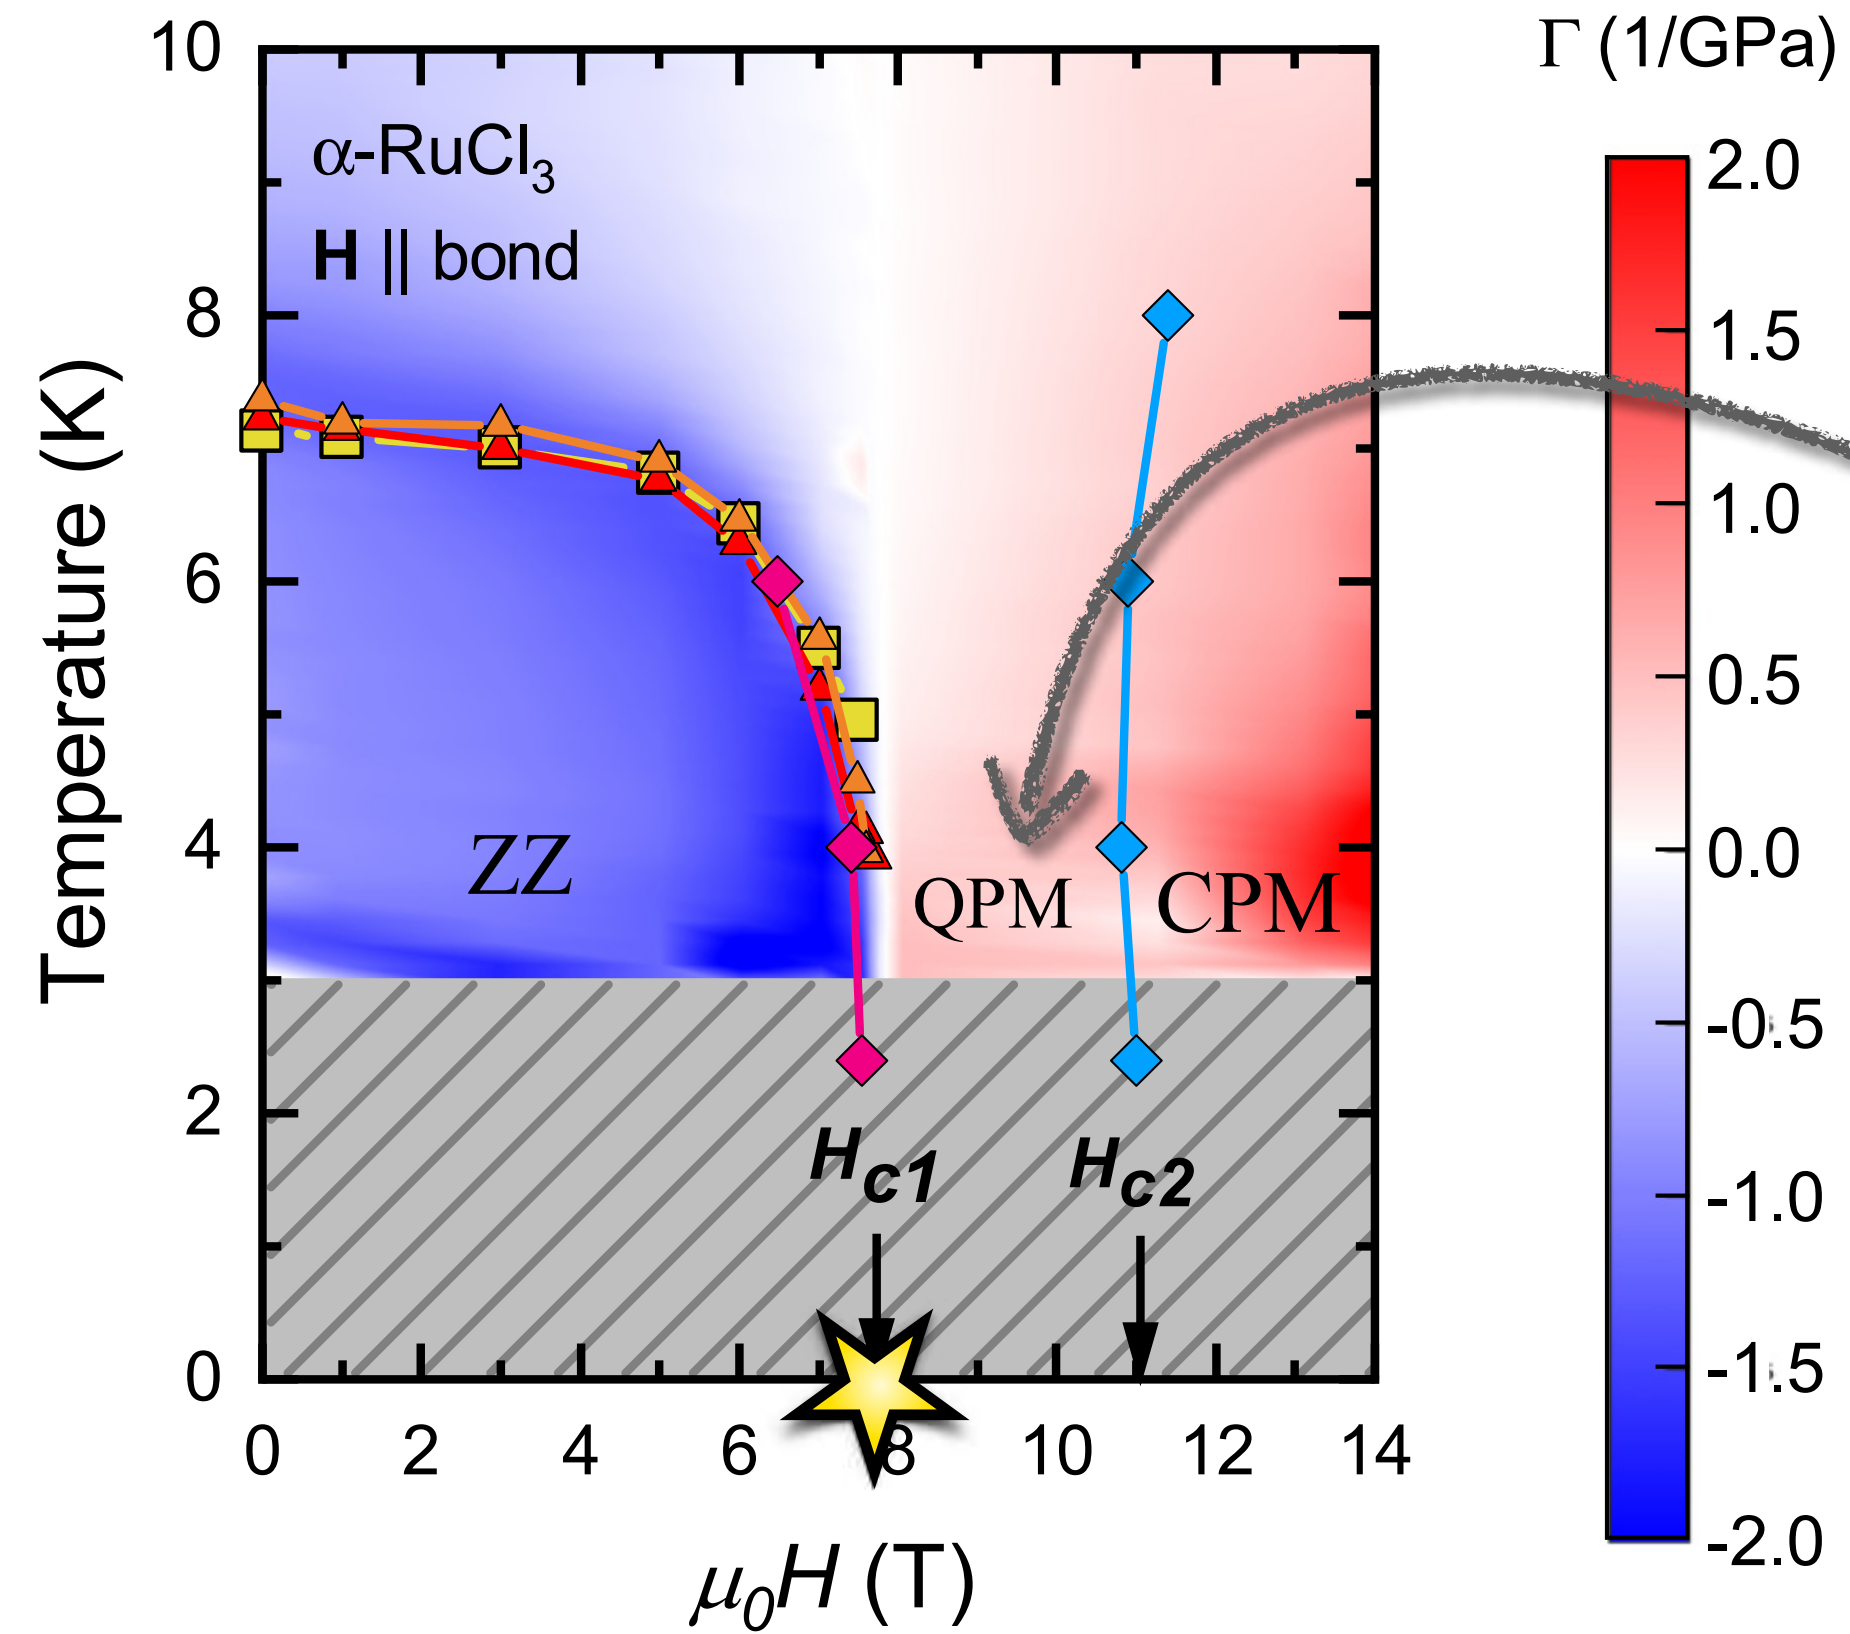 Γ (1/GPa)
10
8
6
4
2
0
Temperature (K)
α-RuCl₃
H || bond
ZZ
QPM
CPM
Hc1
Hc2
0 2 4 6 8 10 12 14
μ₀H (T)
2.0
1.5
1.0
0.5
0.0
-0.5
-1.0
-1.5
-2.0